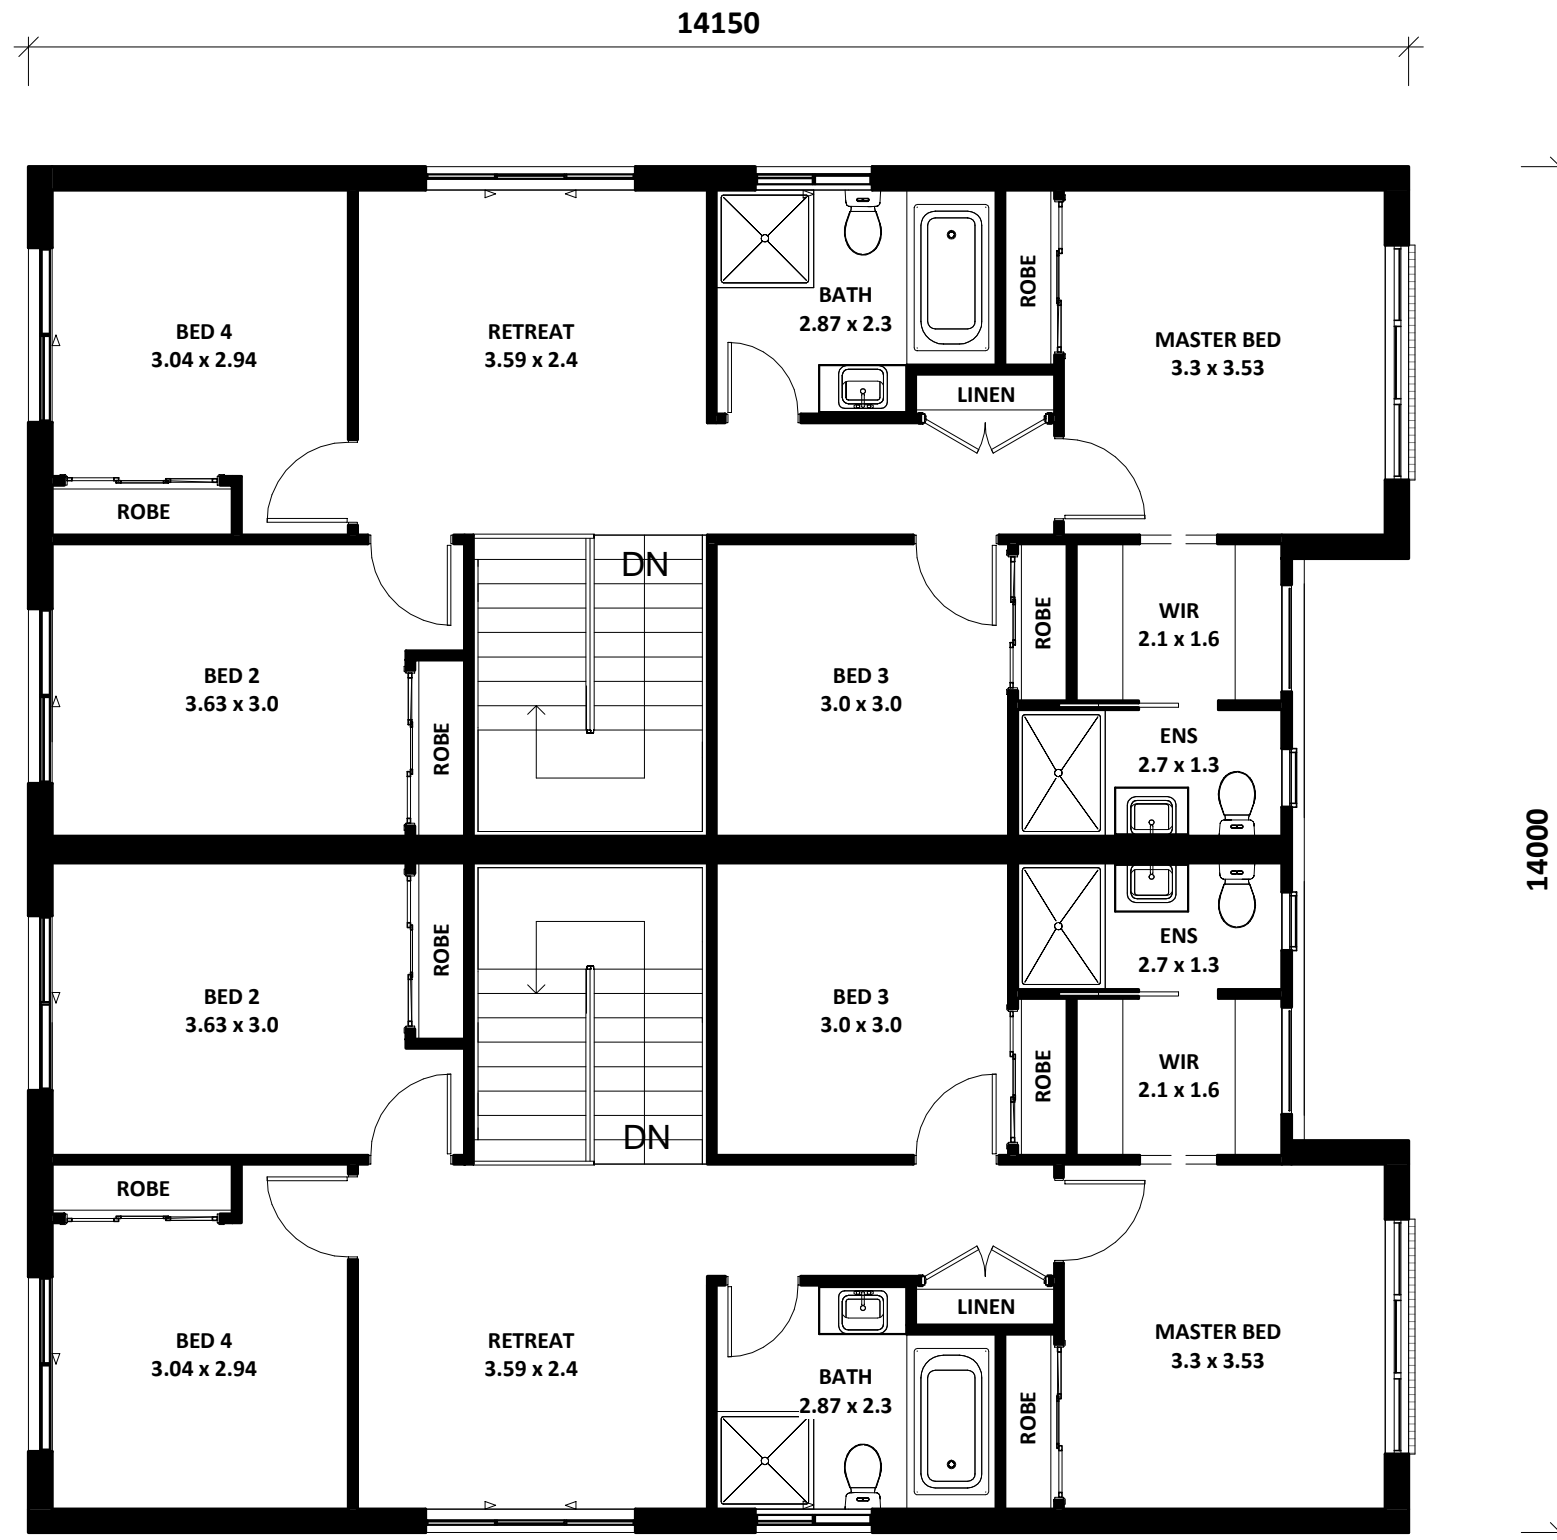 14150
BED 4
3.04 x 2.94
RETREAT
3.59 x 2.4
BATH
2.87 x 2.3
ROBE
MASTER BED
3.3 x 3.53
LINEN
ROBE
DN
BED 2
3.63 x 3.0
ROBE
BED 3
3.0 x 3.0
ROBE
WIR
2.1 x 1.6
ENS
2.7 x 1.3
14000
BED 2
3.63 x 3.0
ROBE
BED 3
3.0 x 3.0
ENS
2.7 x 1.3
ROBE
WIR
2.1 x 1.6
DN
ROBE
LINEN
BED 4
3.04 x 2.94
RETREAT
3.59 x 2.4
BATH
2.87 x 2.3
ROBE
MASTER BED
3.3 x 3.53